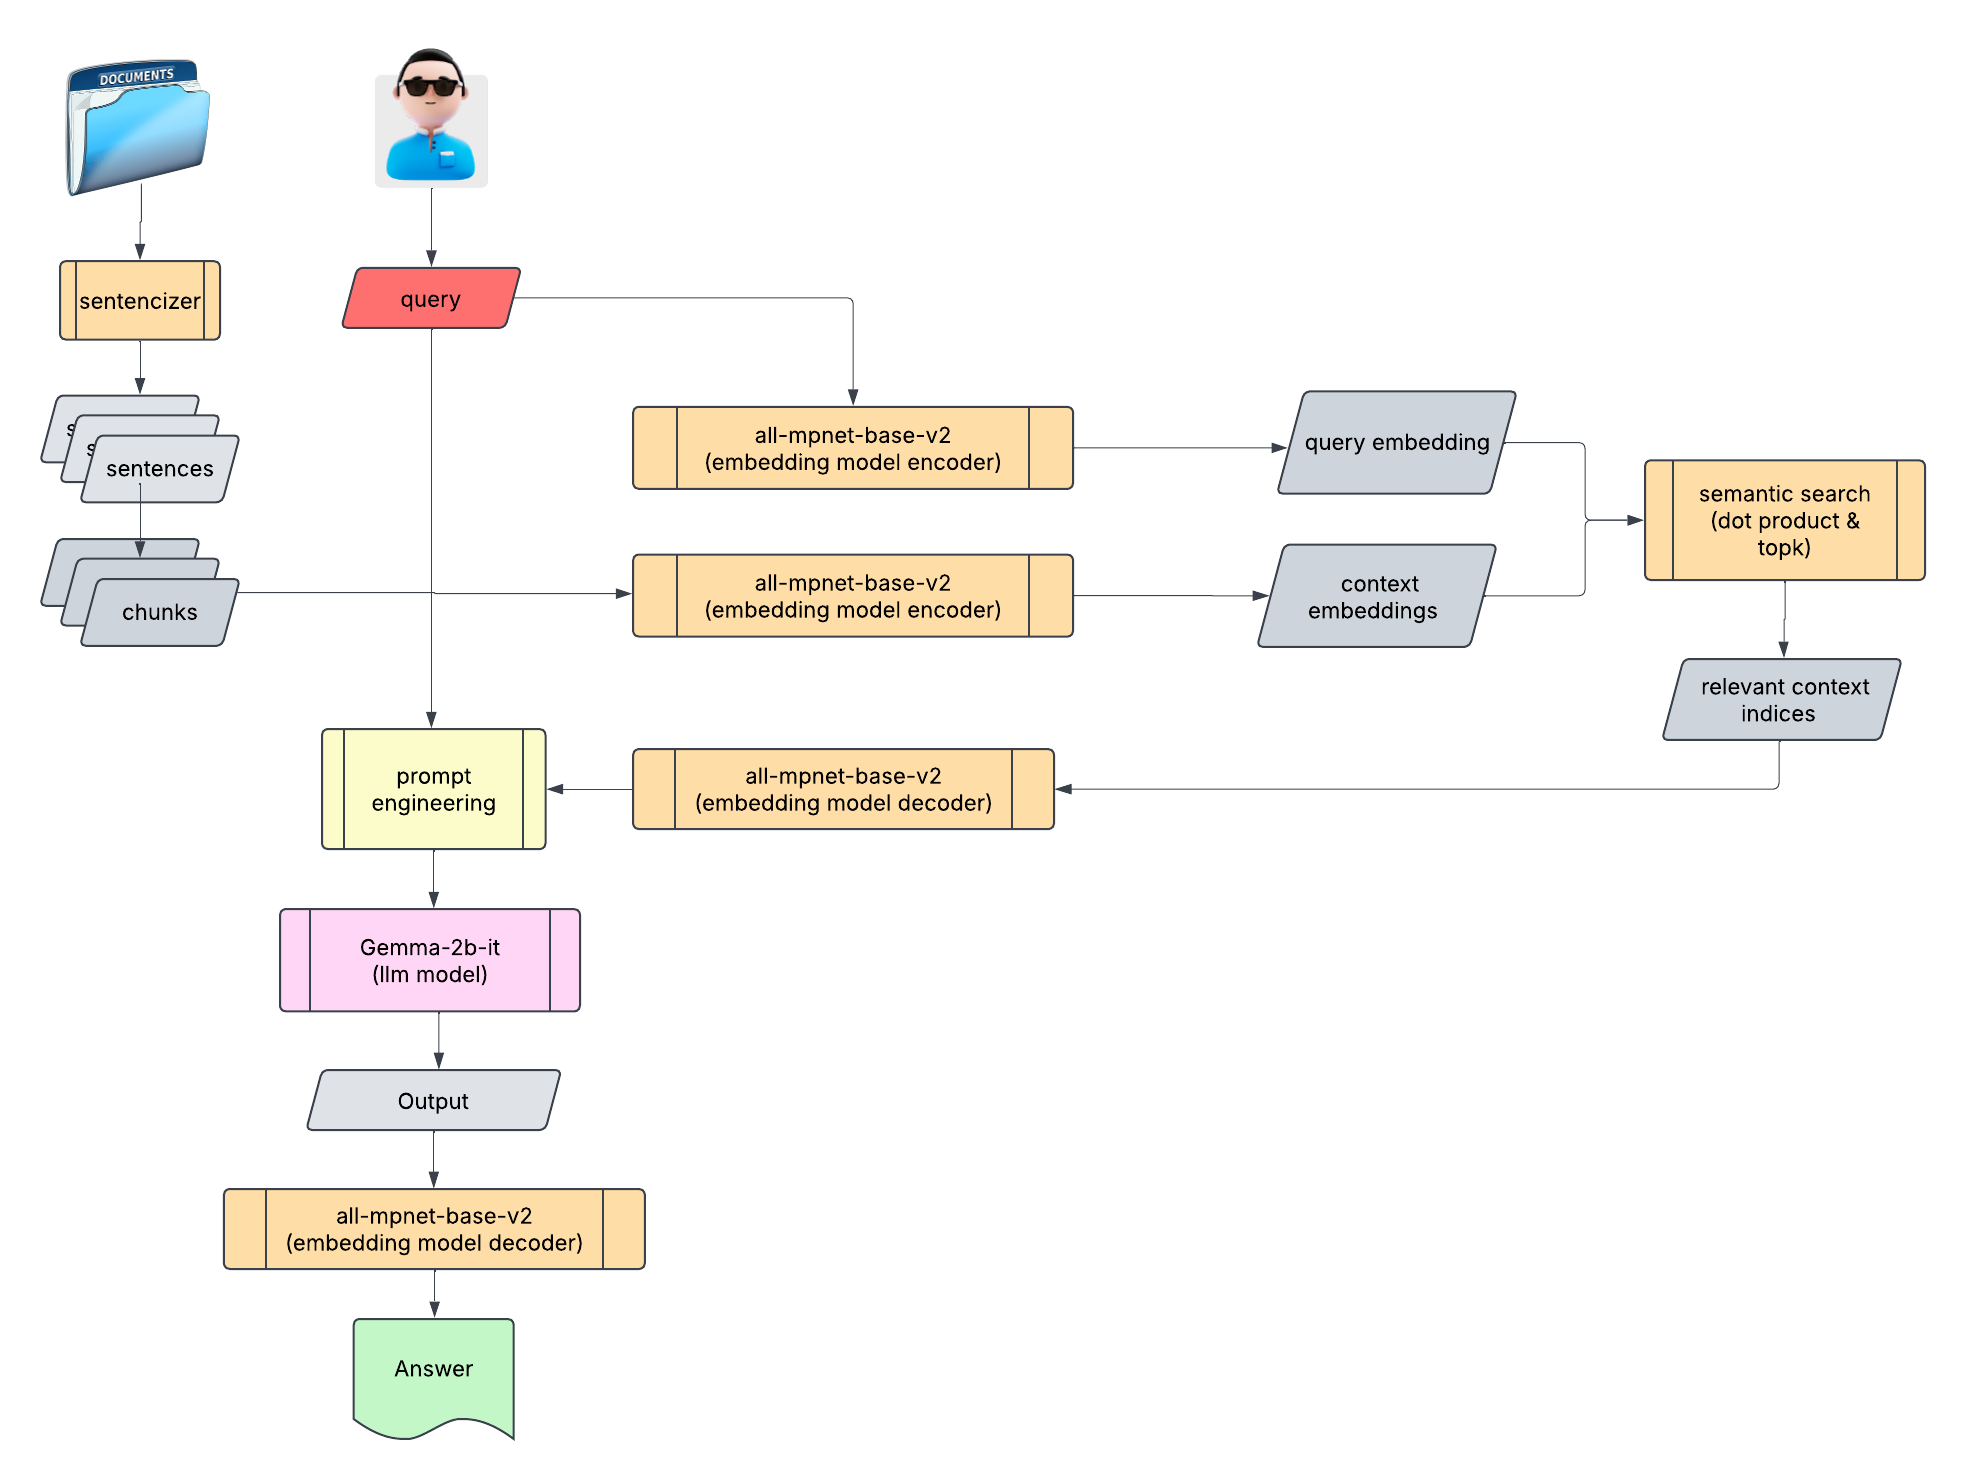 DOCUMENTS
sentencizer
query
s
s
sentences
chunks
all-mpnet-base-v2
(embedding model encoder)
query embedding
all-mpnet-base-v2
(embedding model encoder)
context
embeddings
semantic search
(dot product &
topk)
relevant context
indices
all-mpnet-base-v2
(embedding model decoder)
prompt
engineering
Gemma-2b-it
(llm model)
Output
all-mpnet-base-v2
(embedding model decoder)
Answer